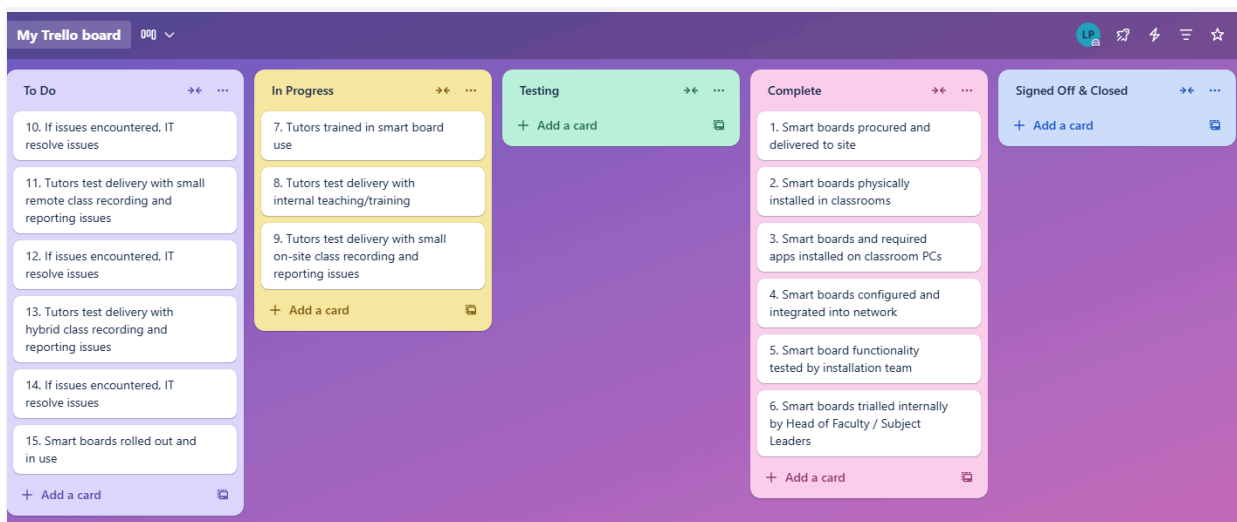 My Trello board
LP
To Do
10. If issues encountered, IT
resolve issues
11. Tutors test delivery with small
remote class recording and
reporting issues
12. If issues encountered, IT
resolve issues
13. Tutors test delivery with
hybrid class recording and
reporting issues
14. If issues encountered, IT
resolve issues
15. Smart boards rolled out and
in use
+ Add a card
In Progress
7. Tutors trained in smart board
use
8. Tutors test delivery with
internal teaching/training
9. Tutors test delivery with small
on-site class recording and
reporting issues
+ Add a card
Testing
+ Add a card
Complete
1. Smart boards procured and
delivered to site
2. Smart boards physically
installed in classrooms
3. Smart boards and required
apps installed on classroom PCs
4. Smart boards configured and
integrated into network
5. Smart board functionality
tested by installation team
6. Smart boards trialled internally
by Head of Faculty / Subject
Leaders
+ Add a card
Signed Off & Closed
+ Add a card